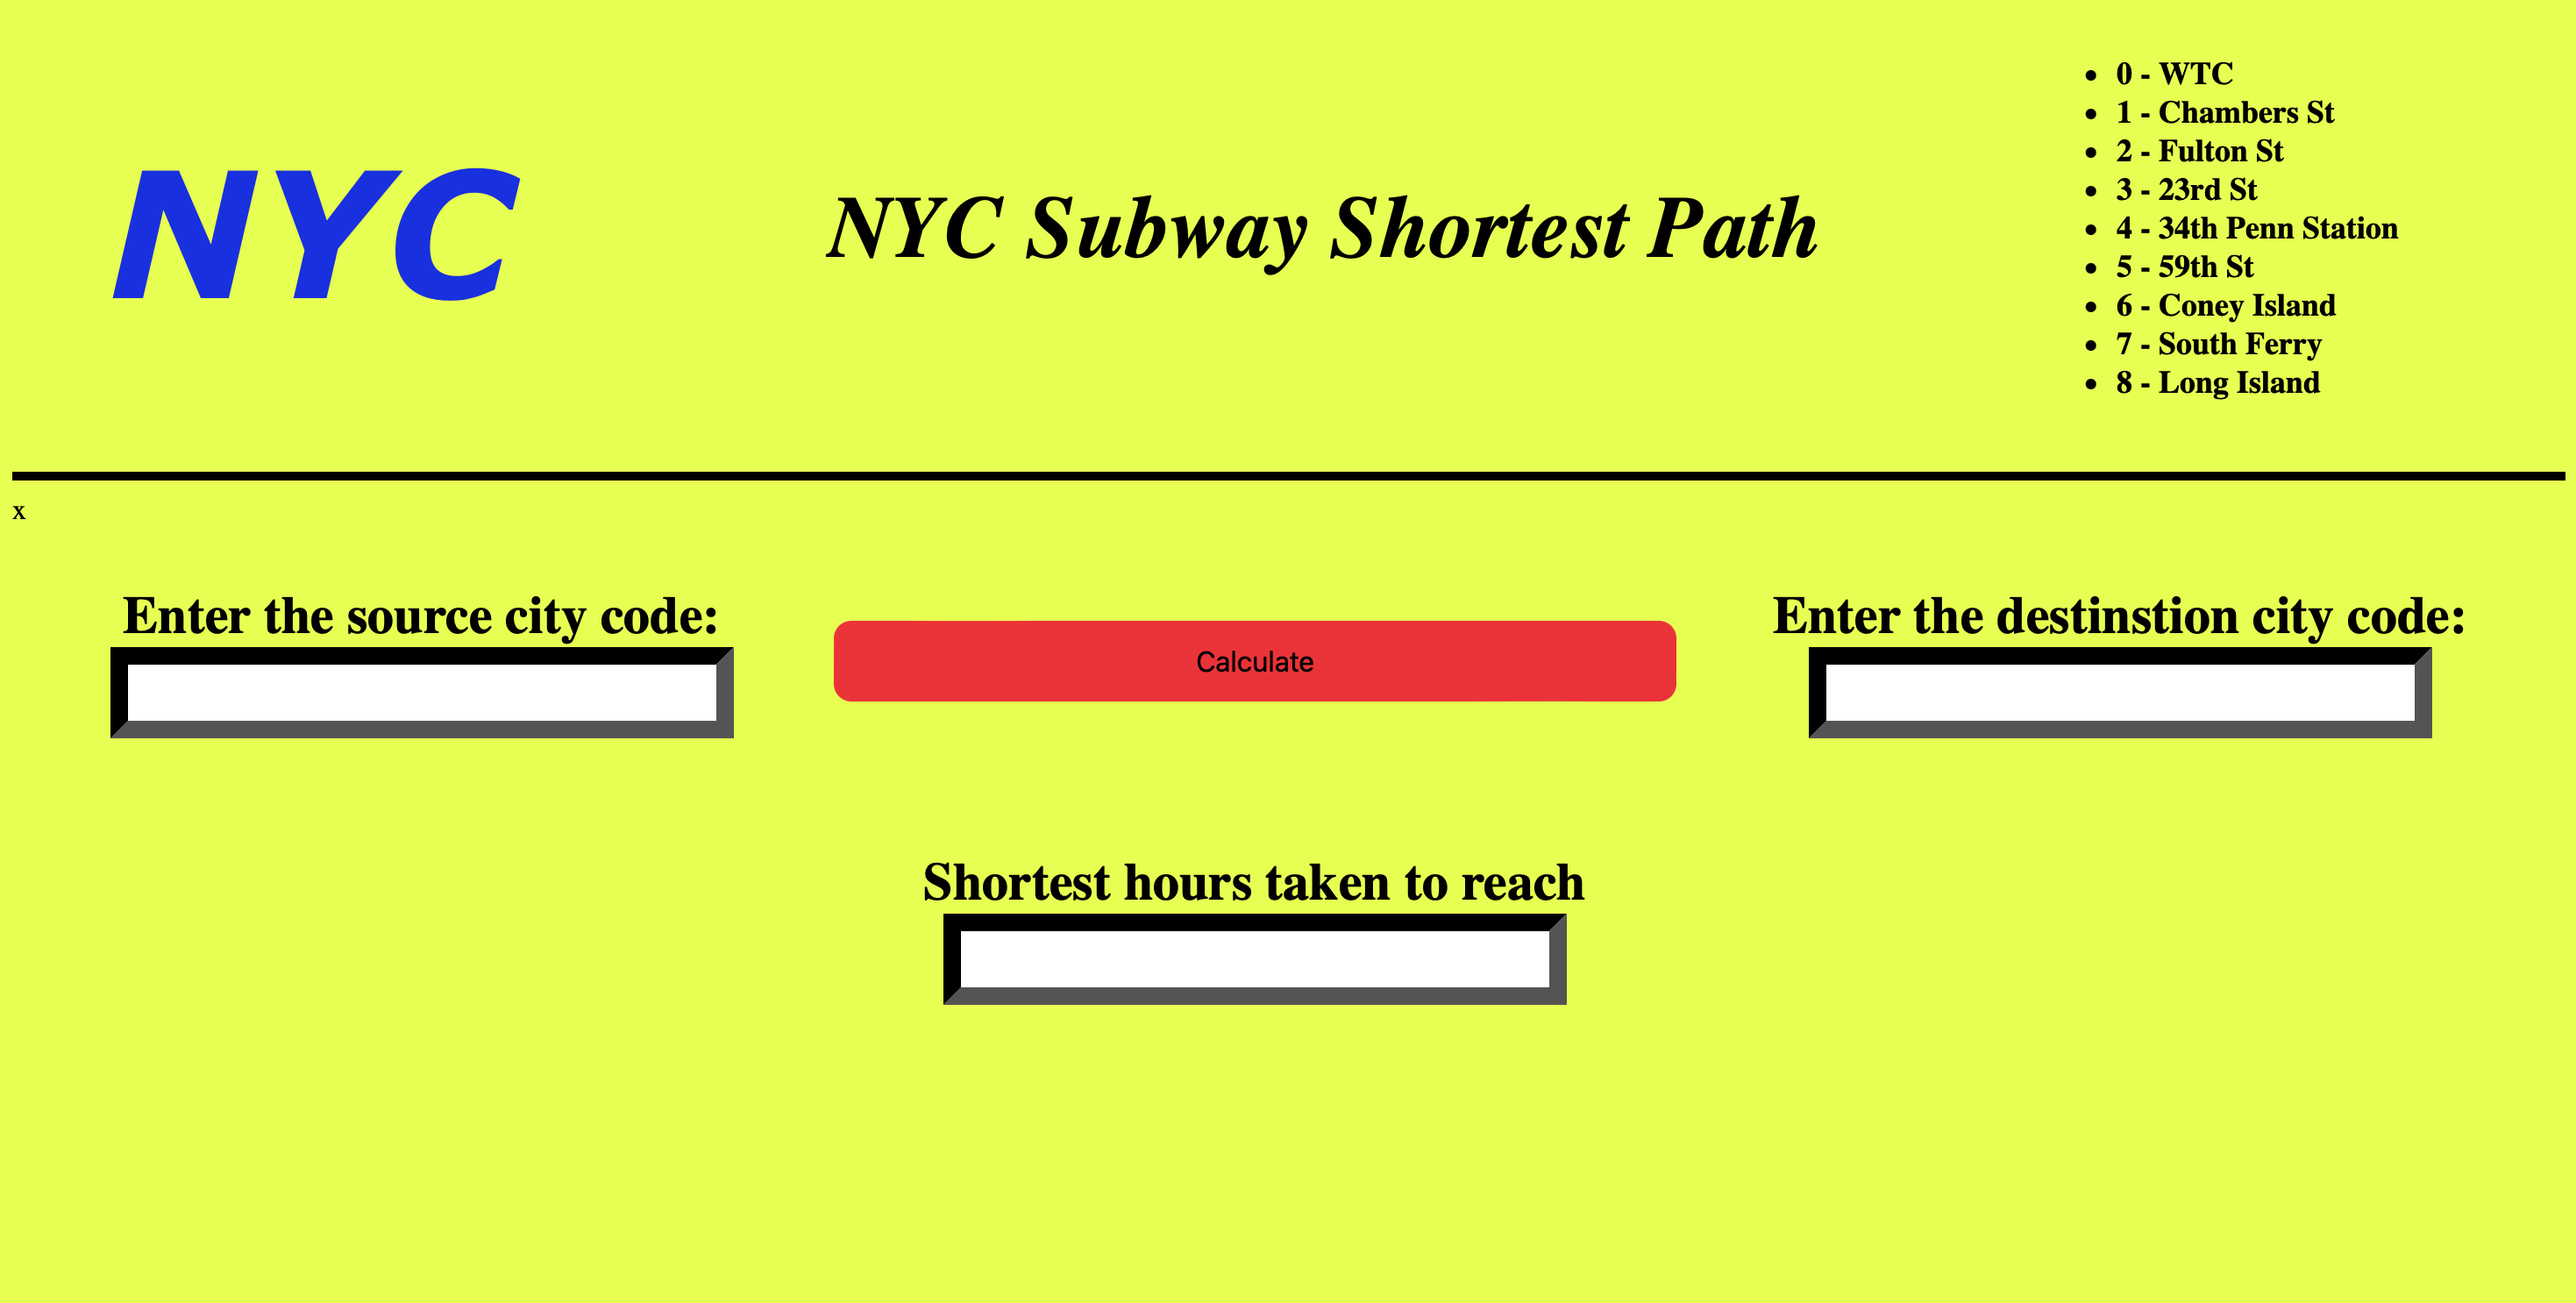 NYC
NYC Subway Shortest Path
0 - WTC
1 - Chambers St
2 - Fulton St
3 - 23rd St
4 - 34th Penn Station
5 - 59th St
6 - Coney Island
7 - South Ferry
8 - Long Island
x
Enter the source city code:
Calculate
Enter the destinstion city code:
Shortest hours taken to reach